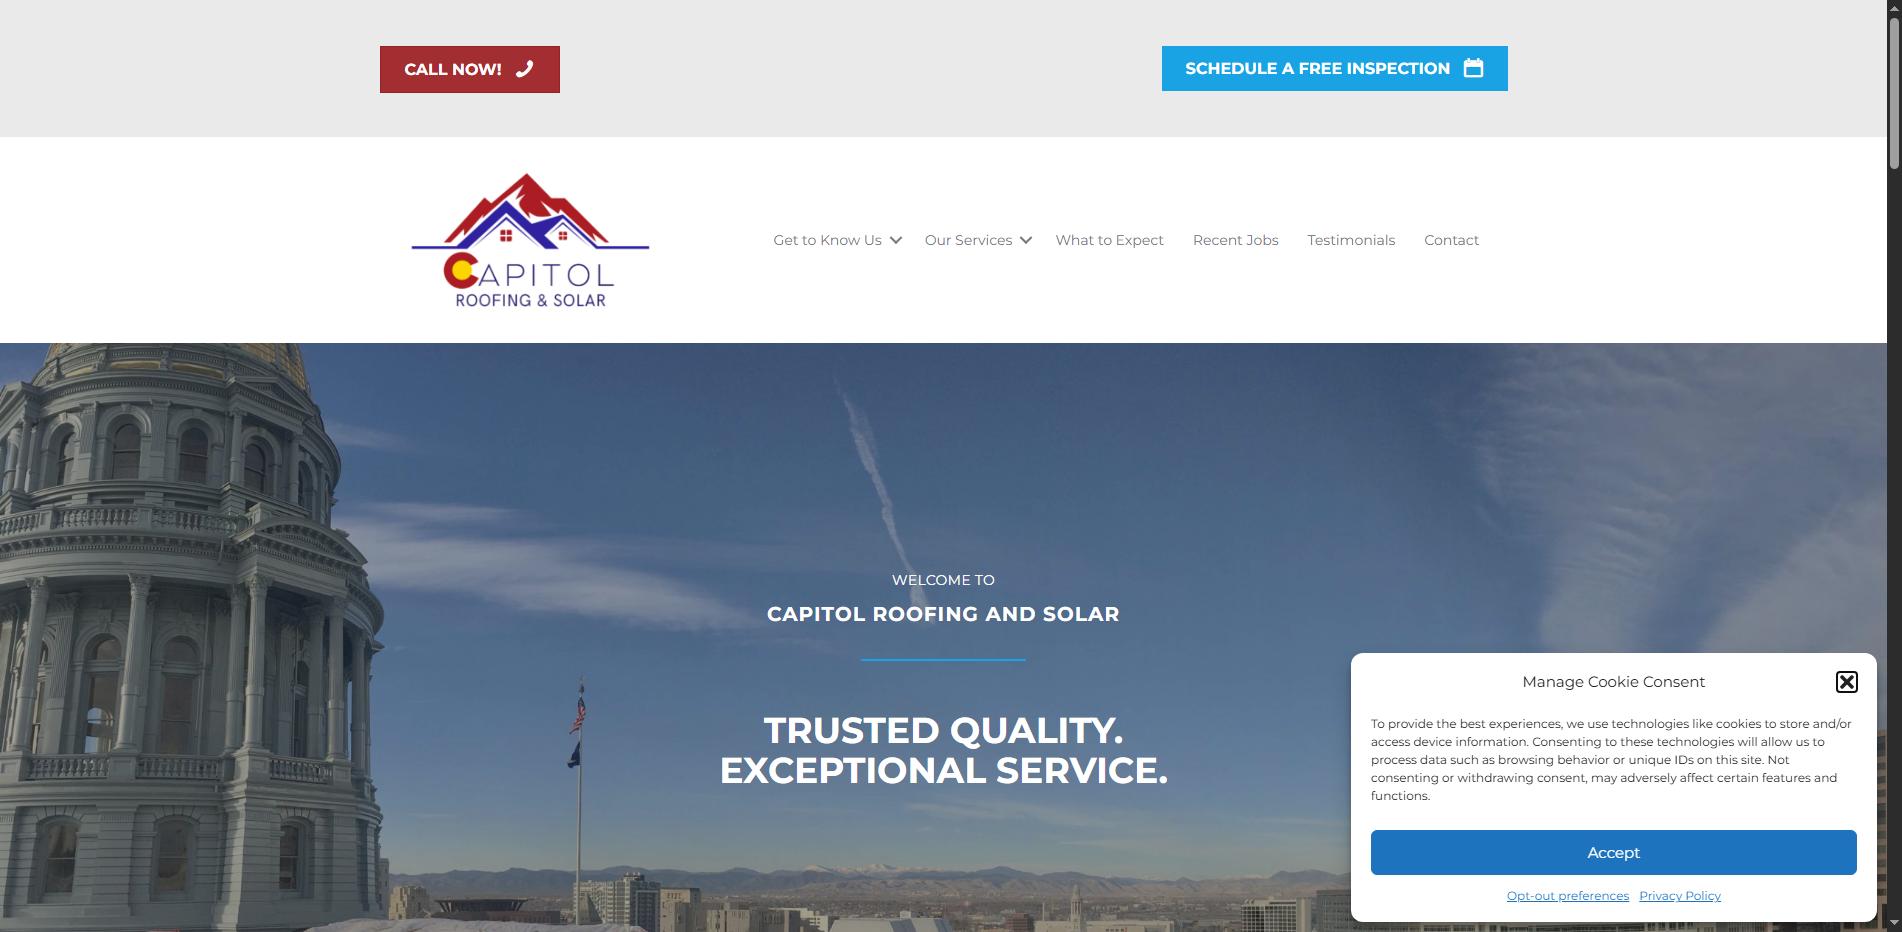 CALL NOW!
SCHEDULE A FREE INSPECTION
CAPITOL
ROOFING & SOLAR
Get to Know Us
Our Services
What to Expect
Recent Jobs
Testimonials
Contact
WELCOME TO
CAPITOL ROOFING AND SOLAR
TRUSTED QUALITY.
EXCEPTIONAL SERVICE.
Manage Cookie Consent
To provide the best experiences, we use technologies like cookies to store and/or
access device information. Consenting to these technologies will allow us to
process data such as browsing behavior or unique IDs on this site. Not
consenting or withdrawing consent, may adversely affect certain features and
functions.
Accept
Opt-out preferences Privacy Policy